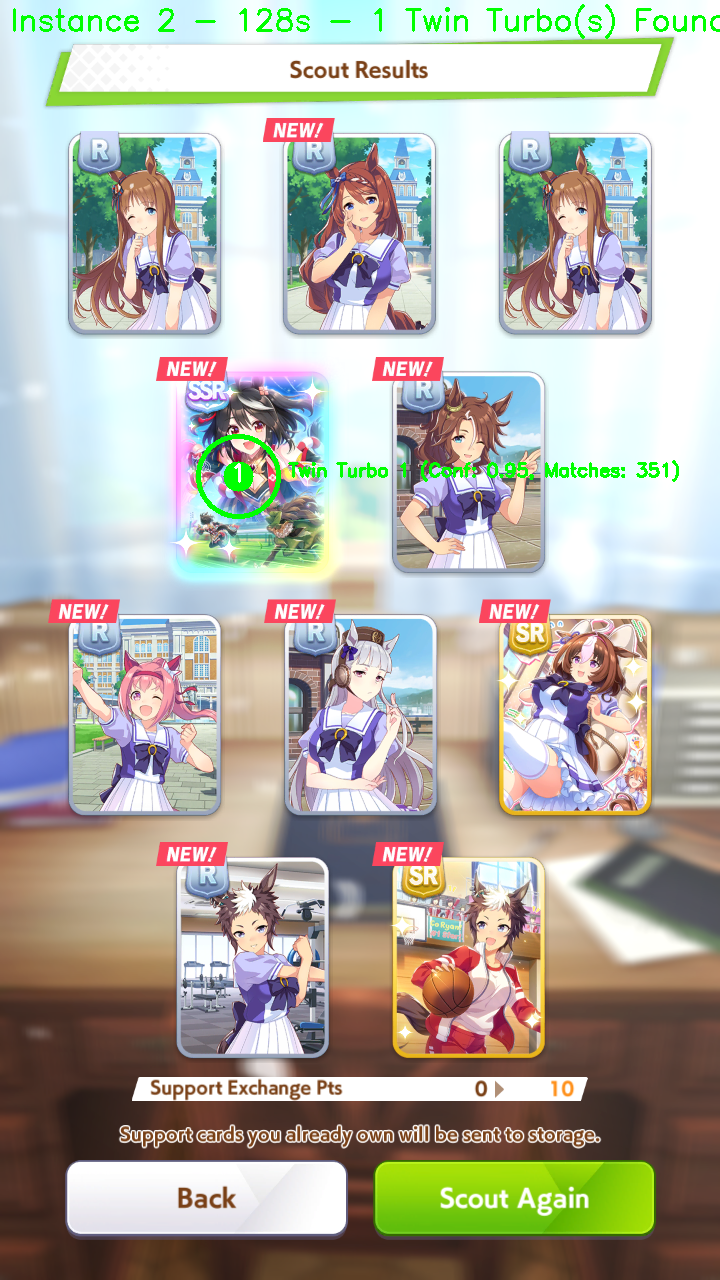 Instance 2 - 128s - 1 Twin Turbo(s) Found
Scout Results
R
NEW!
R
R
NEW!
SSR
NEW!
R
1
Twin Turbo 1 (Conf: 0.95, Matches: 351)
NEW!
R
NEW!
R
NEW!
SR
NEW!
R
NEW!
SR
Support Exchange Pts 0 10
Support cards you already own will be sent to storage.
Back
Scout Again